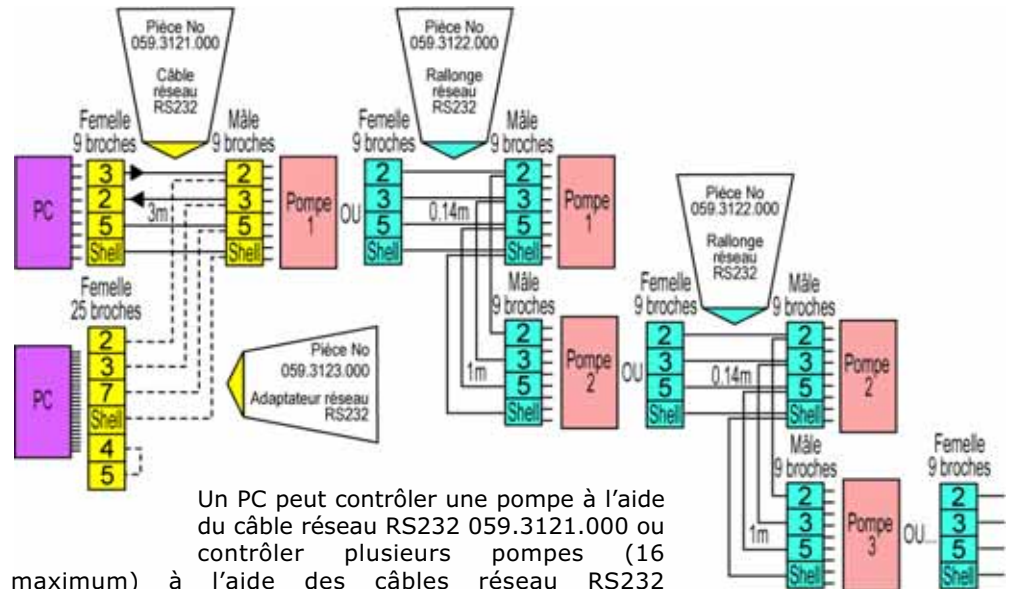 Pièce No
059.3121.000
Câble
réseau
RS232
Pièce No
059.3122.000
Rallonge
réseau
RS232
Femelle
9 broches
Mâle
9 broches
Femelle
9 broches
Mâle
9 broches
PC
3
2
5
Shell
3m
2
3
5
Shell
Pompe
1
OU
2
3
5
Shell
0.14m
2
3
5
Shell
Pompe
1
Pièce No
059.3122.000
Rallonge
réseau
RS232
Femelle
25 broches
Mâle
9 broches
Femelle
9 broches
Mâle
9 broches
PC
2
3
7
Shell
4
5
Pièce No
059.3123.000
Adaptateur réseau
RS232
1m
2
3
5
Shell
Pompe
2
OU
2
3
5
Shell
0.14m
2
3
5
Shell
Pompe
2
Mâle
9 broches
Femelle
9 broches
1m
2
3
5
Shell
Pompe
3
OU...
2
3
5
Shell
Un PC peut contrôler une pompe à l'aide
du câble réseau RS232 059.3121.000 ou
contrôler plusieurs pompes (16
maximum) à l'aide des câbles réseau RS232